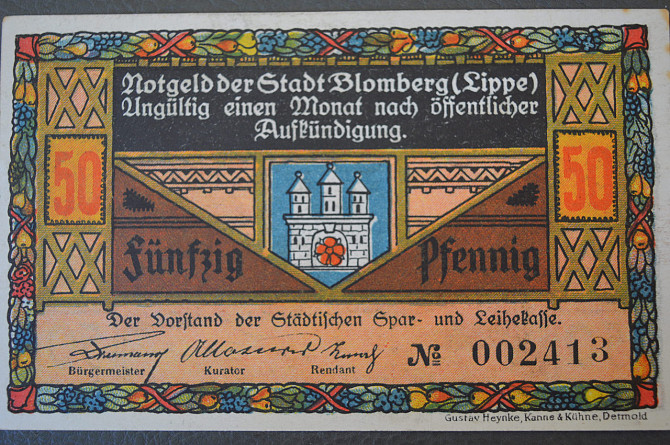 Notgeld der Stadt Blomberg (Lippe)
Ungültig einen Monat nach öffentlicher
Aufkündigung.
50
50
Fünfzig Pfennig
Der Vorstand der Städtischen Spar- und Leihekasse.
Bürgermeister Kurator Rendant
No 002413
Gustav Heynke, Kanne & Kühne, Detmold